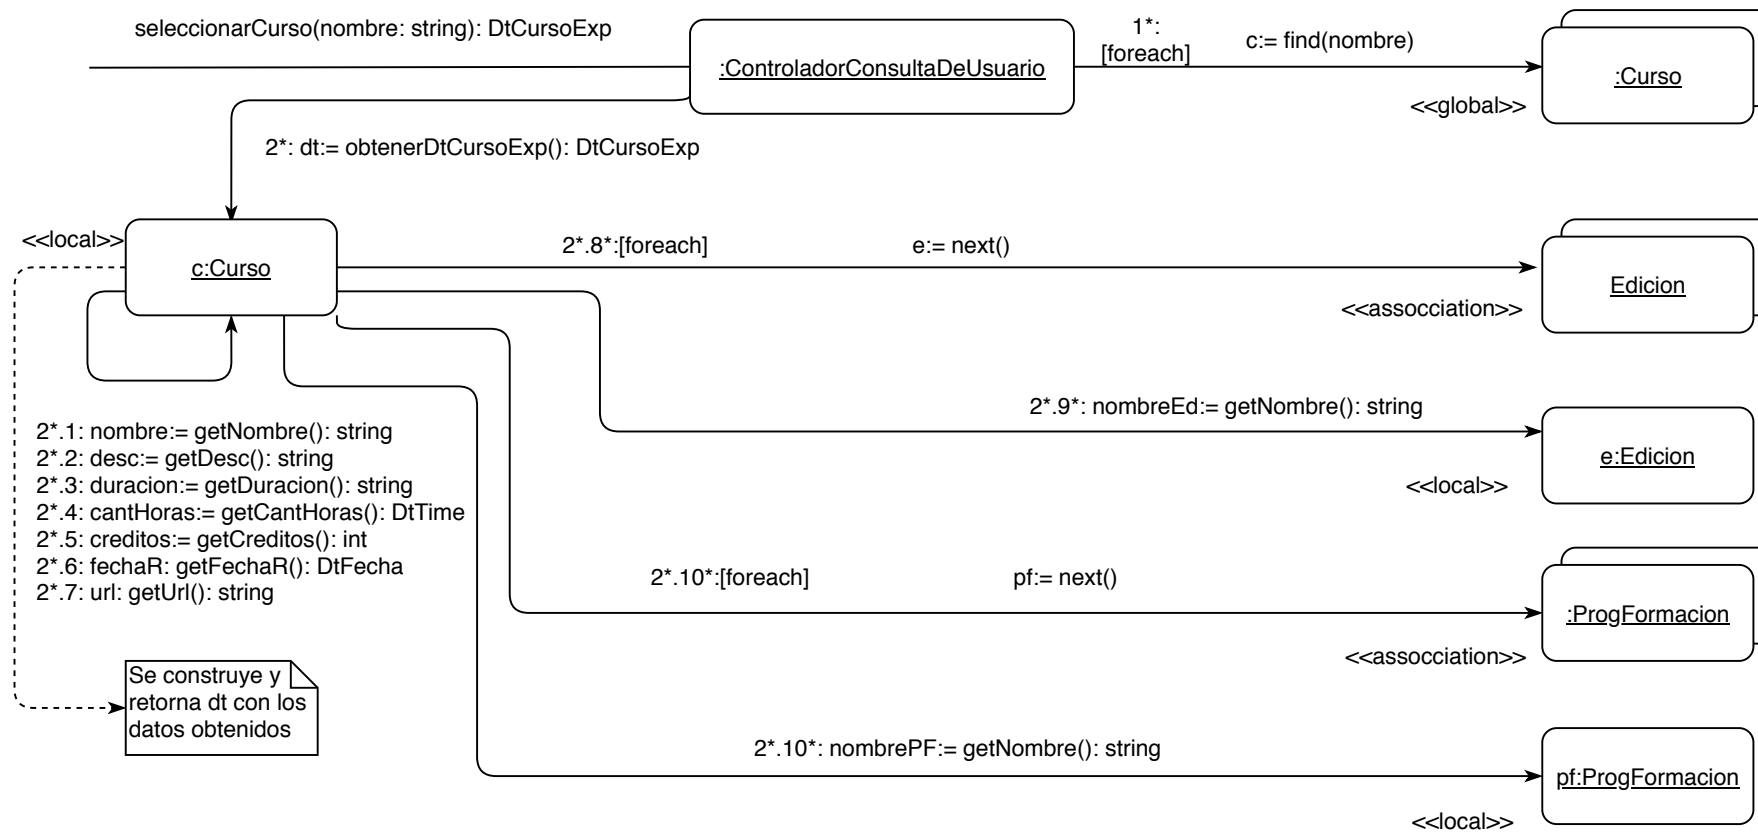 seleccionarCurso(nombre: string): DtCursoExp
:ControladorConsultaDeUsuario
1*:
[foreach]
c:= find(nombre)
:Curso
<<global>>
2*: dt:= obtenerDtCursoExp(): DtCursoExp
<<local>>
c:Curso
2*.8*:[foreach]
e:= next()
Edicion
<<assocciation>>
2*.9*: nombreEd:= getNombre(): string
e:Edicion
<<local>>
2*.1: nombre:= getNombre(): string
2*.2: desc:= getDesc(): string
2*.3: duracion:= getDuracion(): string
2*.4: cantHoras:= getCantHoras(): DtTime
2*.5: creditos:= getCreditos(): int
2*.6: fechaR: getFechaR(): DtFecha
2*.7: url: getUrl(): string
2*.10*:[foreach]
pf:= next()
:ProgFormacion
<<assocciation>>
Se construye y
retorna dt con los
datos obtenidos
2*.10*: nombrePF:= getNombre(): string
pf:ProgFormacion
<<local>>